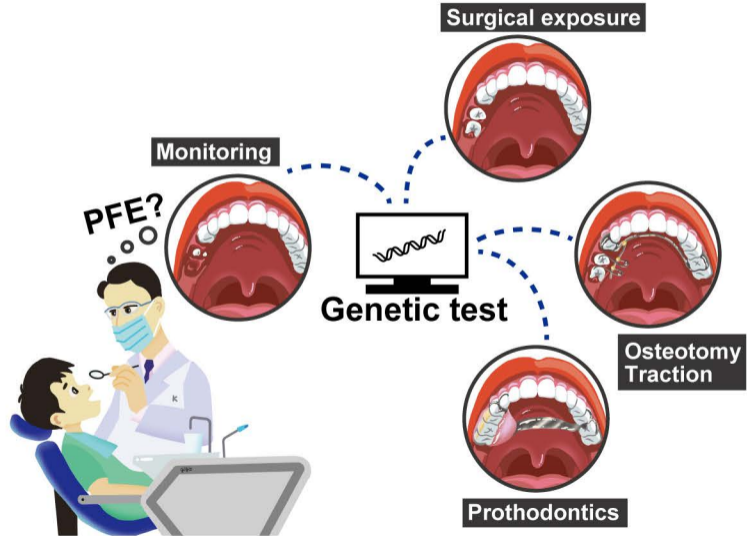 Surgical exposure
Monitoring
PFE?
Genetic test
Osteotomy
Traction
Prothodontics
K